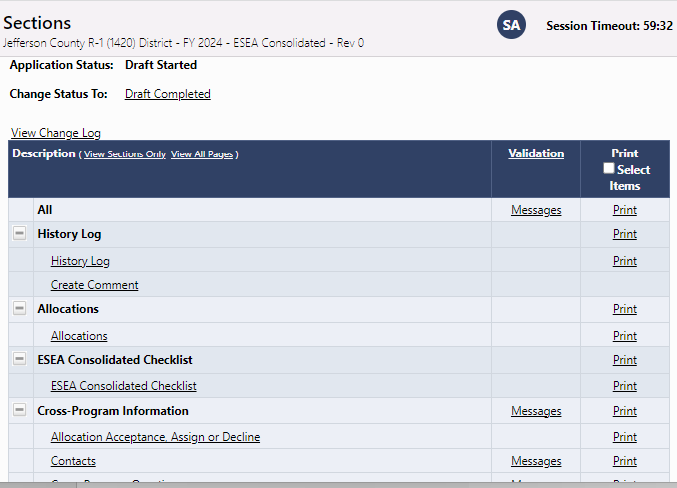 Sections
SA
Session Timeout: 59:32
Jefferson County R-1 (1420) District - FY 2024 - ESEA Consolidated - Rev 0
Application Status: Draft Started
Change Status To: Draft Completed
View Change Log
Description ( View Sections Only View All Pages )
Validation
Print
Select
Items
All Messages Print
History Log Print
History Log Print
Create Comment
Allocations Print
Allocations Print
ESEA Consolidated Checklist Print
ESEA Consolidated Checklist Print
Cross-Program Information Messages Print
Allocation Acceptance, Assign or Decline Print
Contacts Messages Print